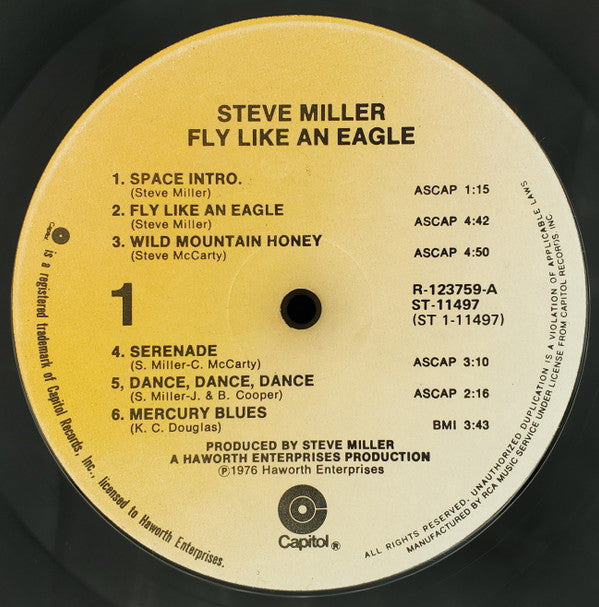 STEVE MILLER
FLY LIKE AN EAGLE
1. SPACE INTRO.
(Steve Miller)
ASCAP 1:15
2. FLY LIKE AN EAGLE
(Steve Miller)
ASCAP 4:42
3. WILD MOUNTAIN HONEY
(Steve McCarty)
ASCAP 4:50
1
R-123759-A
ST-11497
(ST 1-11497)
4. SERENADE
(S. Miller-C. McCarty)
ASCAP 3:10
5, DANCE, DANCE, DANCE
(S. Miller-J. & B. Cooper)
ASCAP 2:16
6. MERCURY BLUES
(K. C. Douglas)
BMI 3:43
PRODUCED BY STEVE MILLER
A HAWORTH ENTERPRISES PRODUCTION
Ⓟ1976 Haworth Enterprises
Capitol®
Capitol is a registered trademark of Capitol Records, Inc., licensed to Haworth Enterprises.
ALL RIGHTS RESERVED. UNAUTHORIZED DUPLICATION IS A VIOLATION OF APPLICABLE LAWS
MANUFACTURED BY RCA MUSIC SERVICE UNDER LICENSE FROM CAPITOL RECORDS INC